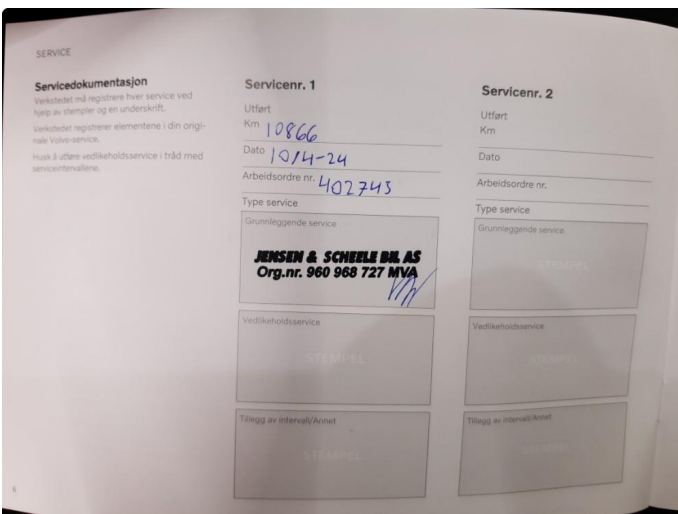 SERVICE
Servicedokumentasjon
Verkstedet må registrere hver service ved
hjelp av stempler og en underskrift.
Verkstedet registrerer elementene i din origi-
nale Volvo-service.
Husk å utføre vedlikeholdsservice i tråd med
serviceintervallene.
Servicenr. 1
Utført
Km 10866
Dato 10/4-24
Arbeidsordre nr. 402743
Type service
Grunnleggende service
JENSEN & SCHEELE BIL AS
Org.nr. 960 968 727 MVA
Vedlikeholdsservice
STEMPEL
Tillegg av intervall/Annet
STEMPEL
Servicenr. 2
Utført
Km
Dato
Arbeidsordre nr.
Type service
Grunnleggende service
STEMPEL
Vedlikeholdsservice
STEMPEL
Tillegg av intervall/Annet
STEMPEL